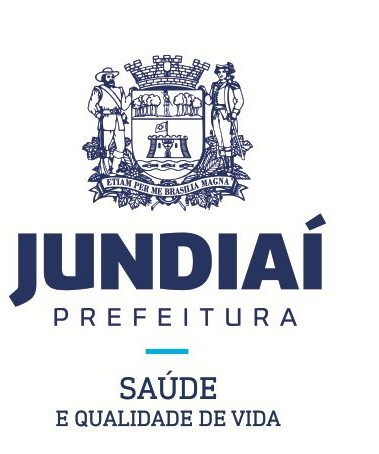 ETIAM PER ME BRASILIA MAGNA
JUNDIAÍ
PREFEITURA
SAÚDE
E QUALIDADE DE VIDA